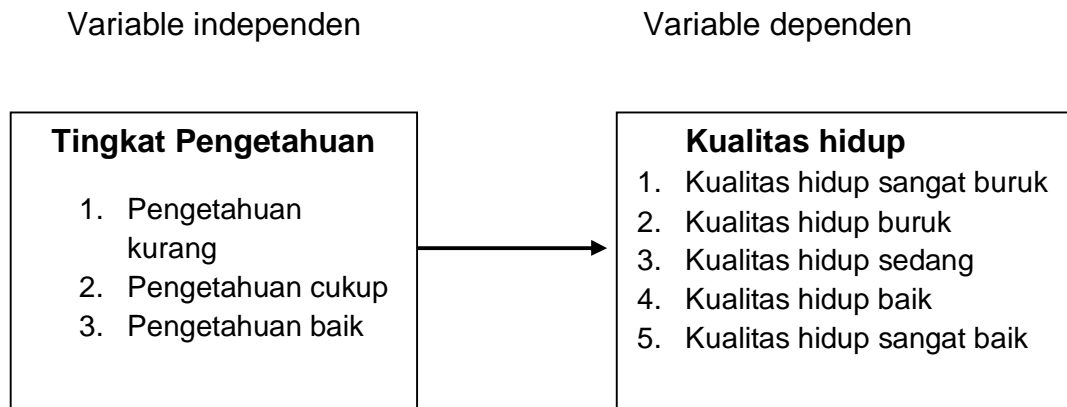 Variable independen
Variable dependen
Tingkat Pengetahuan
1. Pengetahuan
kurang
2. Pengetahuan cukup
3. Pengetahuan baik
Kualitas hidup
1. Kualitas hidup sangat buruk
2. Kualitas hidup buruk
3. Kualitas hidup sedang
4. Kualitas hidup baik
5. Kualitas hidup sangat baik